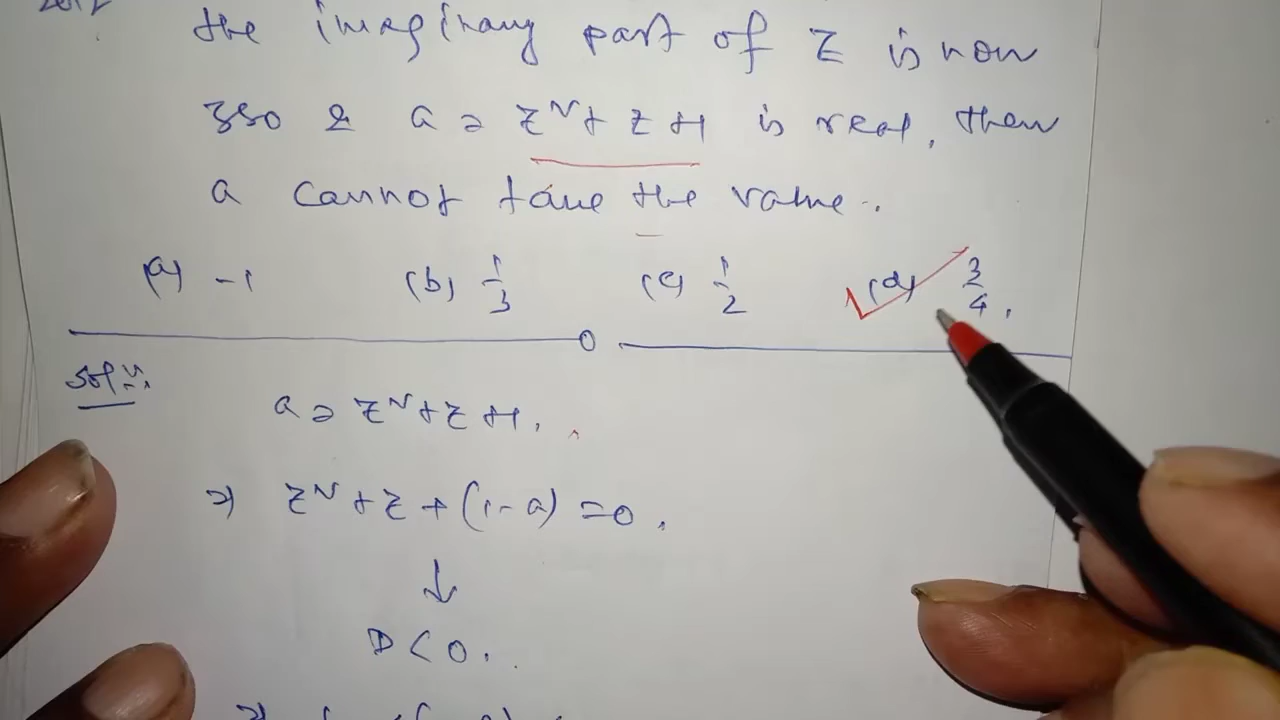 the imaginary part of z is non
zero & a = z² + z + 1 is real, then
a cannot take the value.
(a) -1 (b) 1/3 (c) 1/2 (d) 3/4.
Solⁿ:
a = z² + z + 1.
⇒ z² + z + (1-a) = 0.
↓
D < 0.